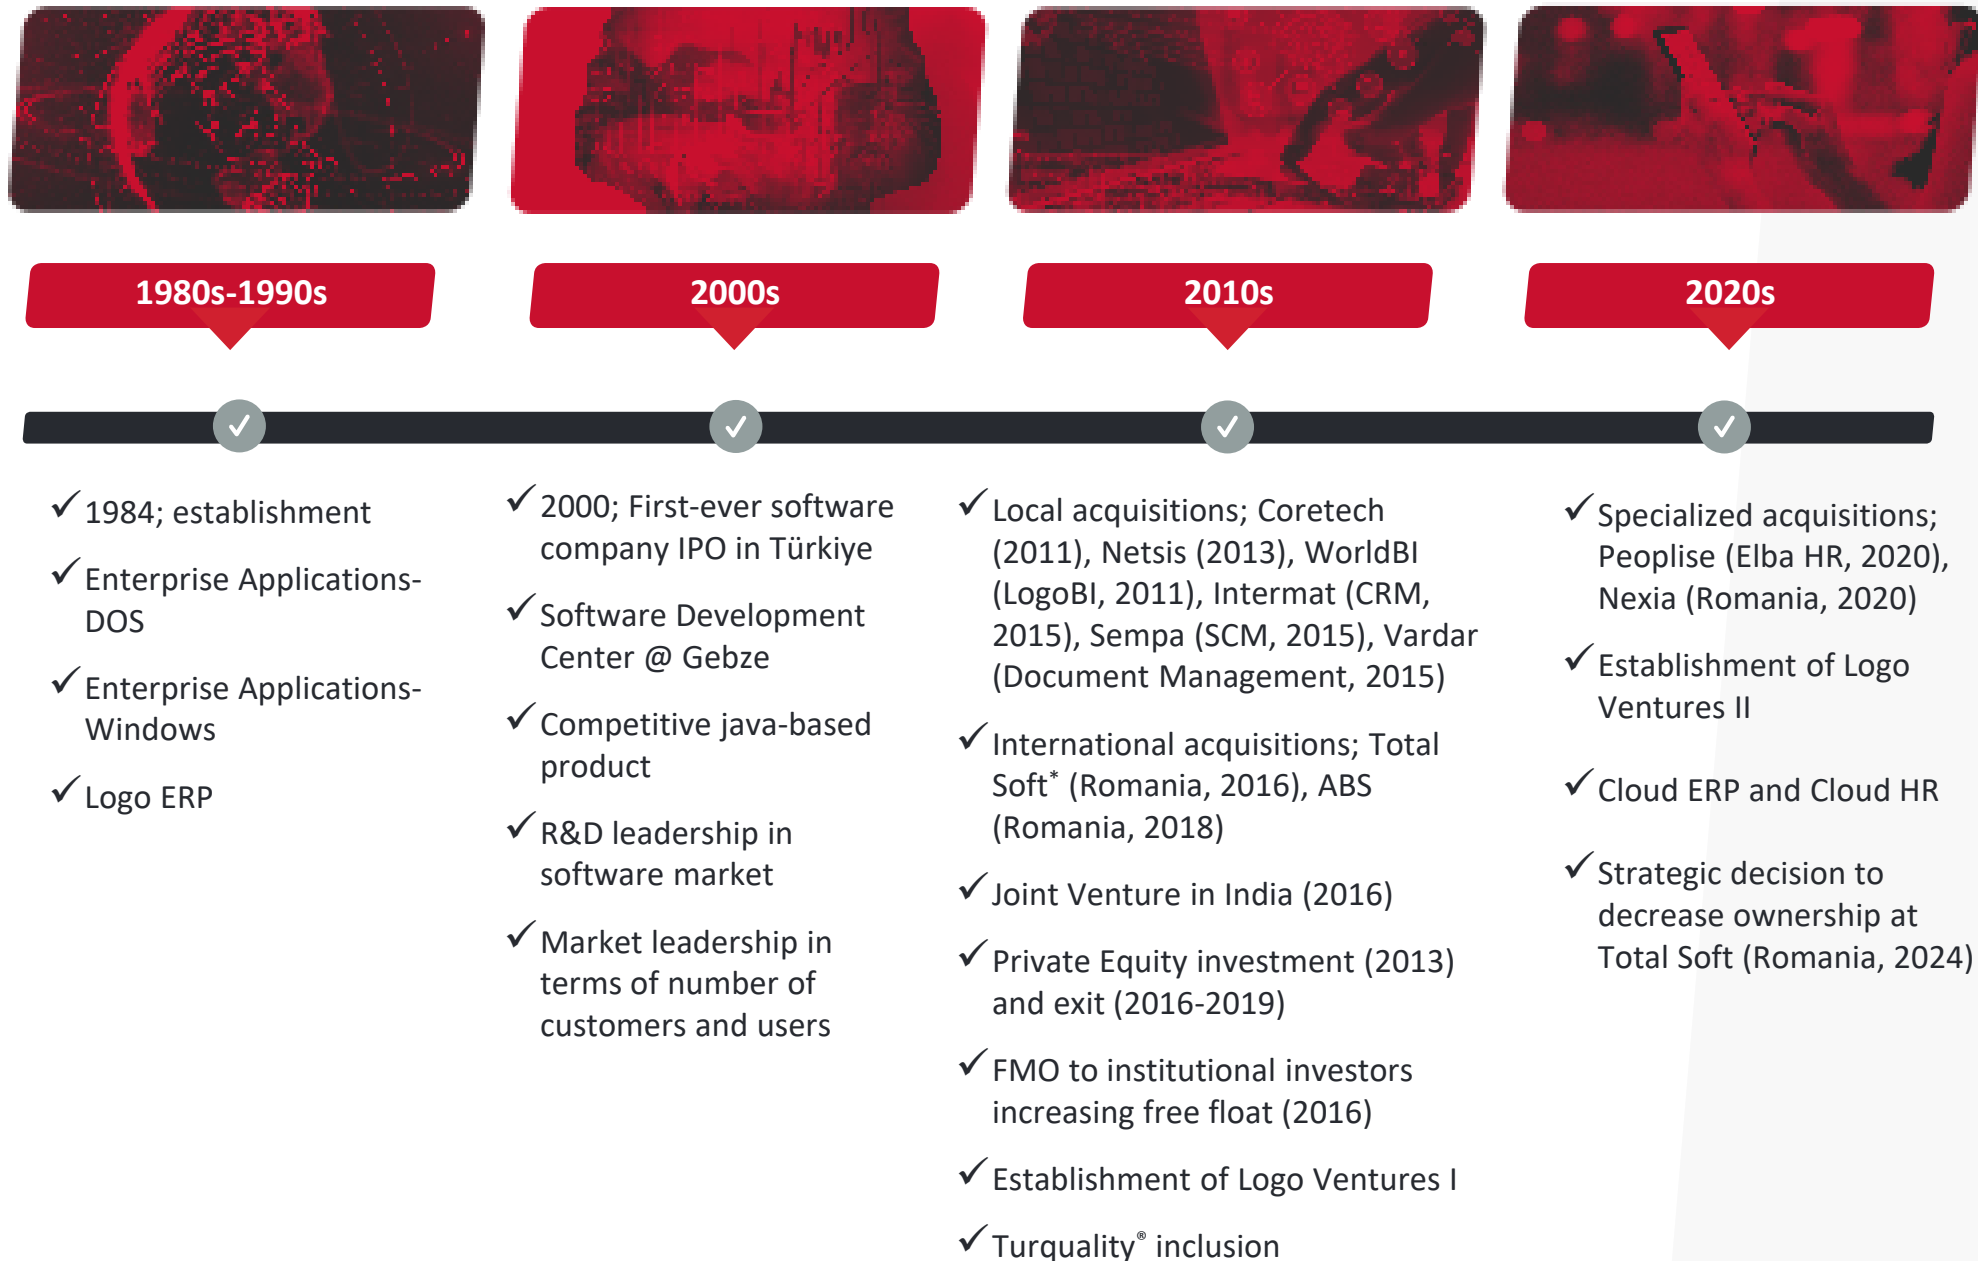 1980s-1990s
2000s
2010s
2020s
✓ 1984; establishment
✓ Enterprise Applications-
DOS
✓ Enterprise Applications-
Windows
✓ Logo ERP
✓ 2000; First-ever software
company IPO in Türkiye
✓ Software Development
Center @ Gebze
✓ Competitive java-based
product
✓ R&D leadership in
software market
✓ Market leadership in
terms of number of
customers and users
✓ Local acquisitions; Coretech
(2011), Netsis (2013), WorldBI
(LogoBI, 2011), Intermat (CRM,
2015), Sempa (SCM, 2015), Vardar
(Document Management, 2015)
✓ International acquisitions; Total
Soft* (Romania, 2016), ABS
(Romania, 2018)
✓ Joint Venture in India (2016)
✓ Private Equity investment (2013)
and exit (2016-2019)
✓ FMO to institutional investors
increasing free float (2016)
✓ Establishment of Logo Ventures I
✓ Turquality® inclusion
✓ Specialized acquisitions;
Peoplise (Elba HR, 2020),
Nexia (Romania, 2020)
✓ Establishment of Logo
Ventures II
✓ Cloud ERP and Cloud HR
✓ Strategic decision to
decrease ownership at
Total Soft (Romania, 2024)